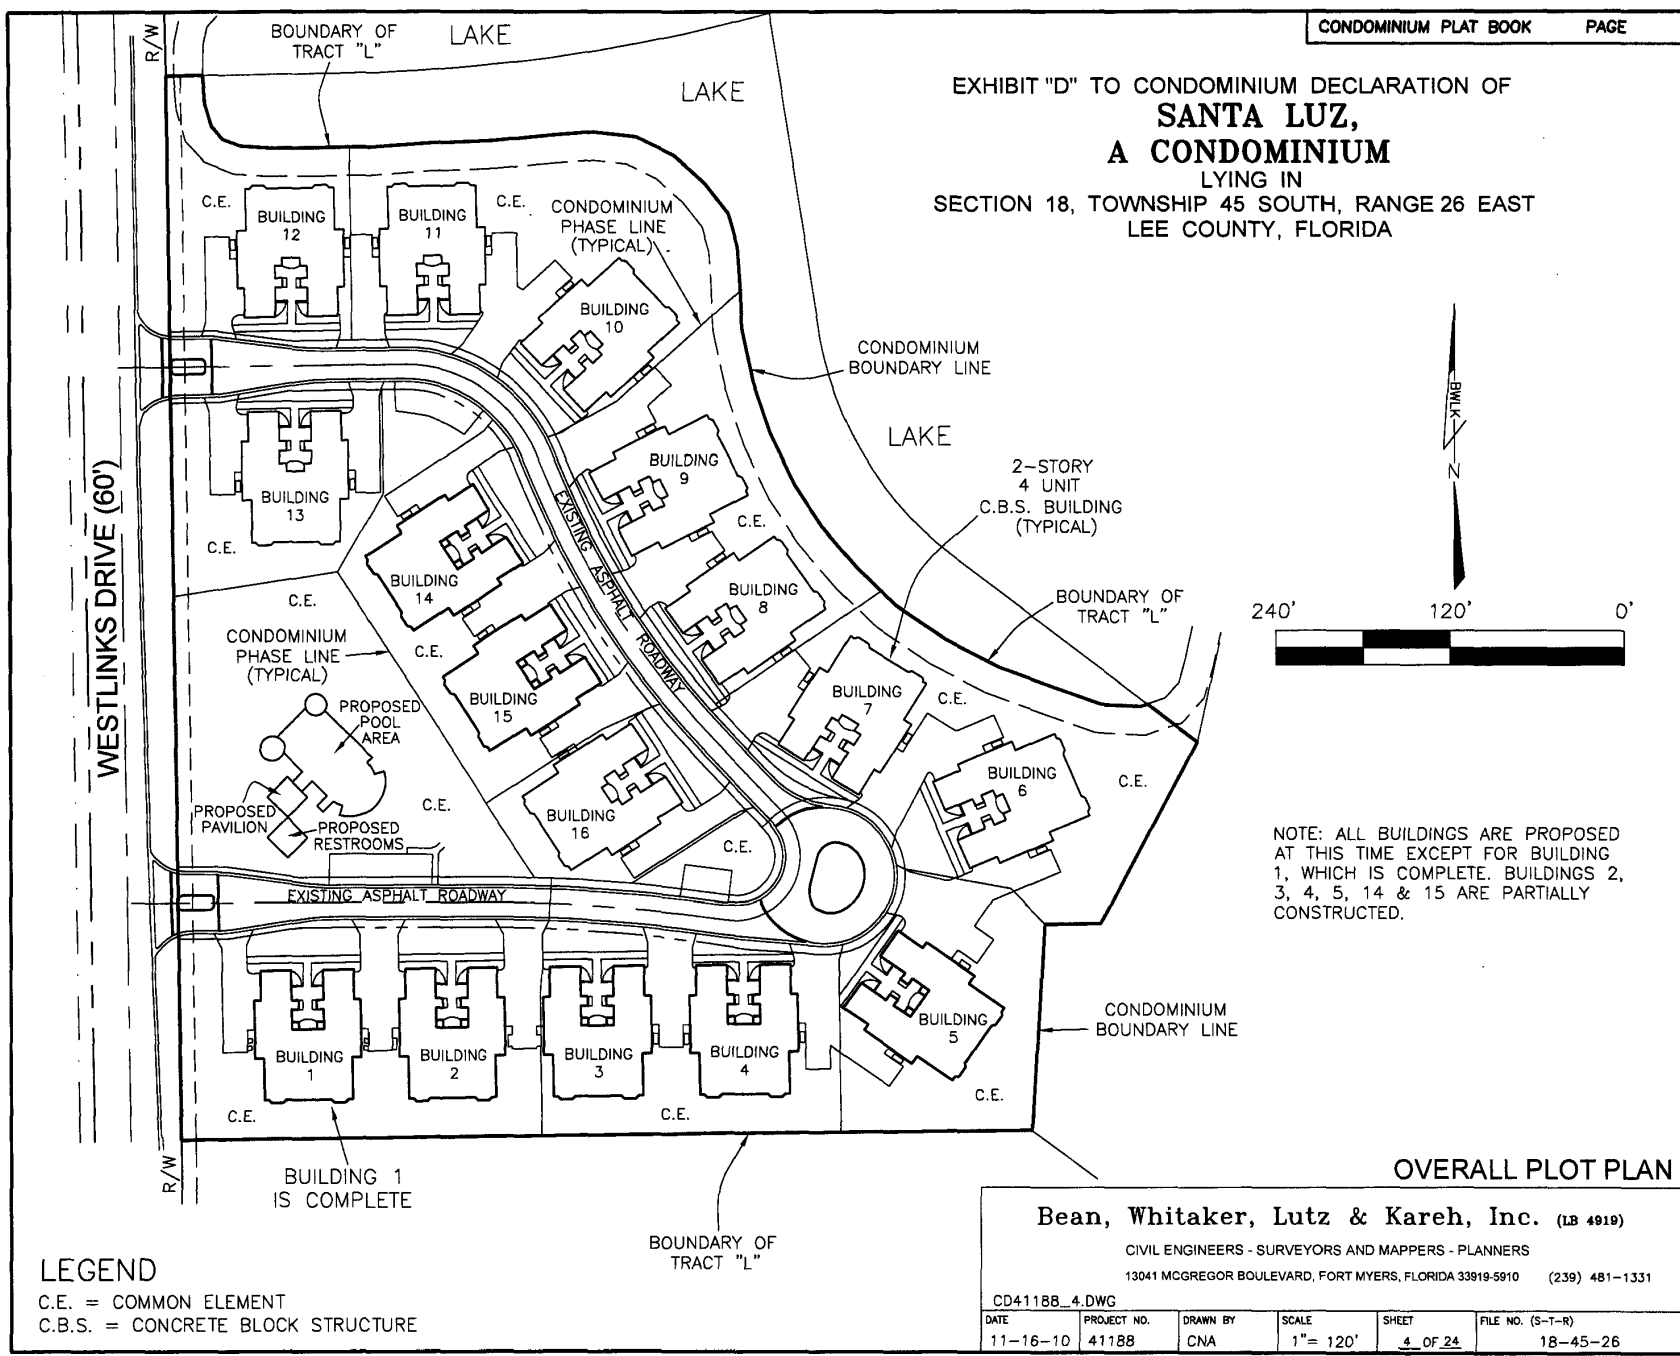 CONDOMINIUM PLAT BOOK PAGE
EXHIBIT "D" TO CONDOMINIUM DECLARATION OF
SANTA LUZ,
A CONDOMINIUM
LYING IN
SECTION 18, TOWNSHIP 45 SOUTH, RANGE 26 EAST
LEE COUNTY, FLORIDA
R/W
BOUNDARY OF
TRACT "L"
LAKE
LAKE
C.E.
BUILDING
12
BUILDING
11
C.E.
CONDOMINIUM
PHASE LINE
(TYPICAL)
BUILDING
10
CONDOMINIUM
BOUNDARY LINE
LAKE
BWLK
N
2-STORY
4 UNIT
C.B.S. BUILDING
(TYPICAL)
BUILDING
9
C.E.
BUILDING
13
C.E.
WESTLINKS DRIVE (60')
EXISTING ASPHALT ROADWAY
BUILDING
14
C.E.
BUILDING
8
BOUNDARY OF
TRACT "L"
240' 120' 0'
CONDOMINIUM
PHASE LINE
(TYPICAL)
C.E.
BUILDING
15
BUILDING
7
C.E.
PROPOSED
POOL
AREA
BUILDING
6
C.E.
PROPOSED
PAVILION
PROPOSED
RESTROOMS
C.E.
BUILDING
16
C.E.
NOTE: ALL BUILDINGS ARE PROPOSED
AT THIS TIME EXCEPT FOR BUILDING
1, WHICH IS COMPLETE. BUILDINGS 2,
3, 4, 5, 14 & 15 ARE PARTIALLY
CONSTRUCTED.
EXISTING ASPHALT ROADWAY
BUILDING
1
BUILDING
2
BUILDING
3
BUILDING
4
BUILDING
5
CONDOMINIUM
BOUNDARY LINE
C.E.
C.E.
C.E.
R/W
BUILDING 1
IS COMPLETE
BOUNDARY OF
TRACT "L"
OVERALL PLOT PLAN
LEGEND
C.E. = COMMON ELEMENT
C.B.S. = CONCRETE BLOCK STRUCTURE
Bean, Whitaker, Lutz & Kareh, Inc. (LB 4919)
CIVIL ENGINEERS - SURVEYORS AND MAPPERS - PLANNERS
13041 MCGREGOR BOULEVARD, FORT MYERS, FLORIDA 33919-5910 (239) 481-1331
CD41188_4.DWG
DATE PROJECT NO. DRAWN BY SCALE SHEET FILE NO. (S-T-R)
11-16-10 41188 CNA 1"= 120' 4 OF 24 18-45-26